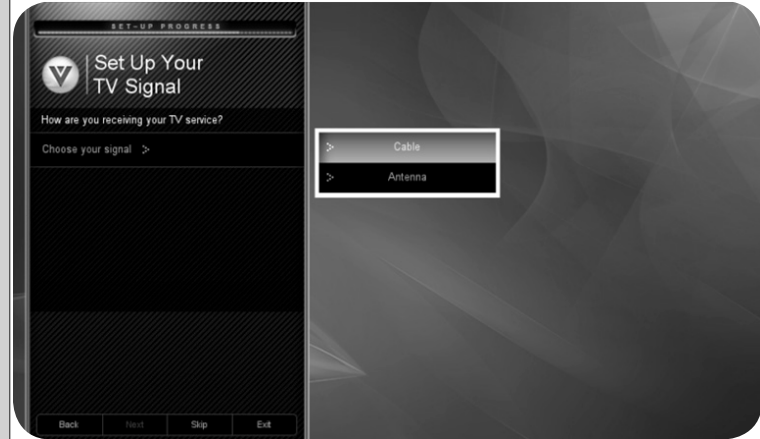 SET-UP PROGRESS
Set Up Your
TV Signal
How are you receiving your TV service?
Choose your signal :>
:> Cable
:> Antenna
Back Next Skip Exit